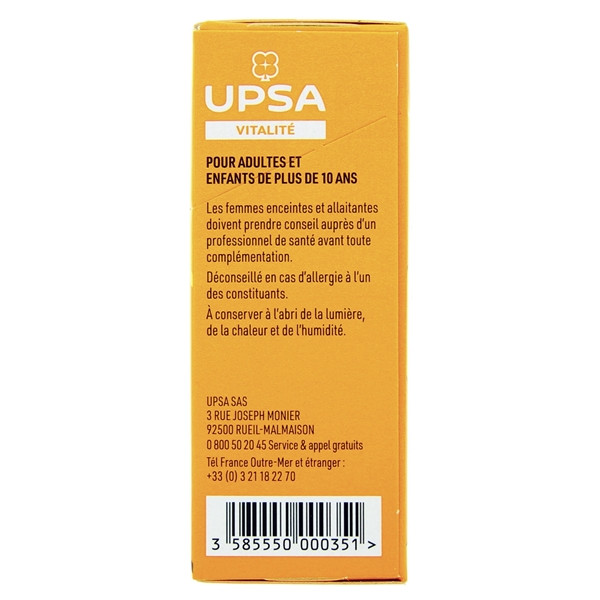 UPSA
VITALITÉ
POUR ADULTES ET
ENFANTS DE PLUS DE 10 ANS
Les femmes enceintes et allaitantes
doivent prendre conseil auprès d'un
professionnel de santé avant toute
complémentation.
Déconseillé en cas d'allergie à l'un
des constituants.
À conserver à l'abri de la lumière,
de la chaleur et de l'humidité.
UPSA SAS
3 RUE JOSEPH MONIER
92500 RUEIL-MALMAISON
0 800 50 20 45 Service & appel gratuits
Tél France Outre-Mer et étranger :
+33 (0) 3 21 18 22 70
3 585550 000351 >